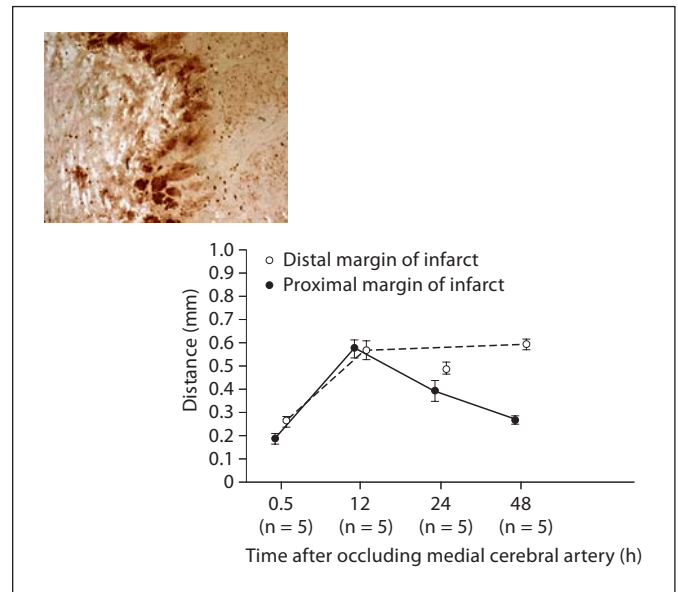 1.0
0.9
0.8
0.7
0.6
0.5
0.4
0.3
0.2
0.1
0
Distance (mm)
Distal margin of infarct
Proximal margin of infarct
0.5 12 24 48
(n = 5) (n = 5) (n = 5) (n = 5)
Time after occluding medial cerebral artery (h)